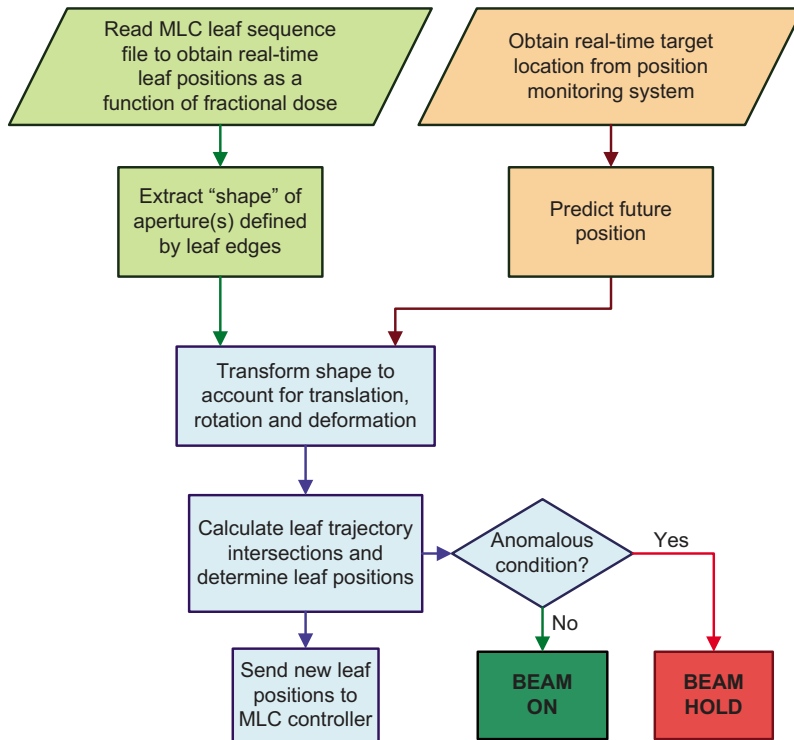 Read MLC leaf sequence
file to obtain real-time
leaf positions as a
function of fractional dose
Obtain real-time target
location from position
monitoring system
Extract “shape” of
aperture(s) defined
by leaf edges
Predict future
position
Transform shape to
account for translation,
rotation and deformation
Calculate leaf trajectory
intersections and
determine leaf positions
Anomalous
condition?
Yes
No
Send new leaf
positions to
MLC controller
BEAM
ON
BEAM
HOLD